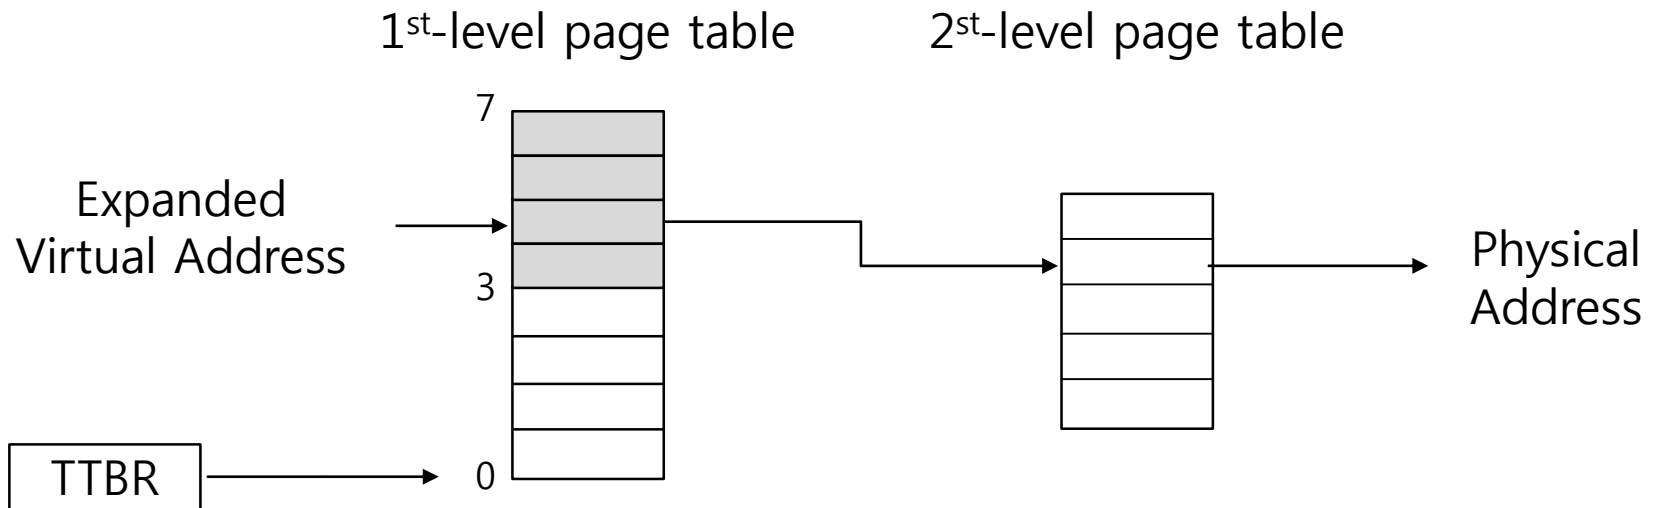 1st-level page table
2st-level page table
7
Expanded
Virtual Address
3
Physical
Address
0
TTBR